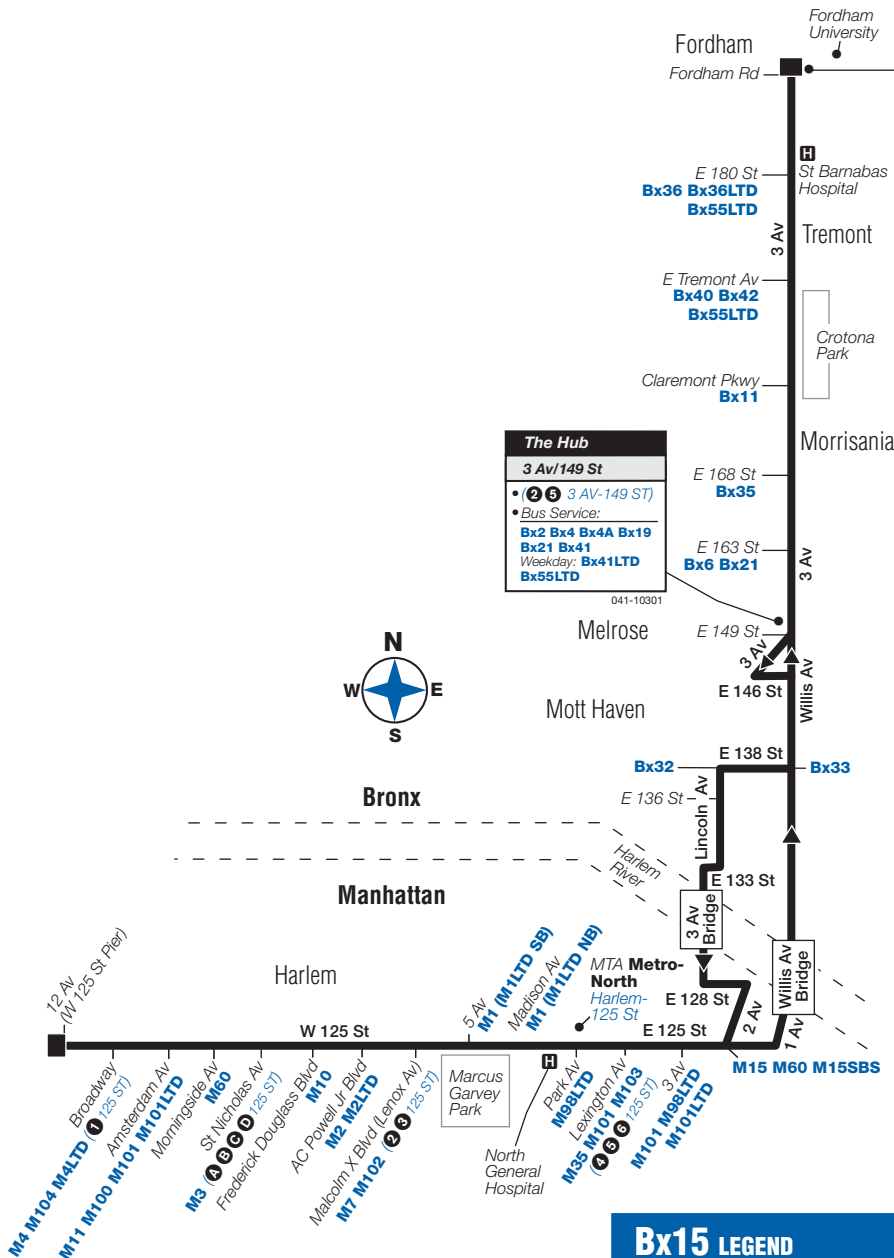 Fordham
University
Fordham
Fordham Rd
H
E 180 St
St Barnabas
Hospital
Bx36 Bx36LTD
Bx55LTD
3 Av
Tremont
E Tremont Av
Bx40 Bx42
Bx55LTD
Crotona
Park
Claremont Pkwy
Bx11
Morrisania
The Hub
3 Av/149 St
• (2 5 3 AV-149 ST)
• Bus Service:
Bx2 Bx4 Bx4A Bx19
Bx21 Bx41
Weekday: Bx41LTD
Bx55LTD
041-10301
E 168 St
Bx35
E 163 St
Bx6 Bx21
3 Av
Melrose
E 149 St
3 Av
E 146 St
Willis Av
N
W E
S
Mott Haven
E 138 St
Bx32
Bx33
E 136 St
Lincoln Av
Bronx
Harlem
River
E 133 St
Manhattan
3 Av
Bridge
Willis Av
Bridge
12 Av
(W 125 St Pier)
Harlem
5 Av
M1 (M1LTD SB)
Madison Av
M1 (M1LTD NB)
MTA Metro-
North
Harlem-
125 St
E 128 St
2 Av
1 Av
W 125 St
E 125 St
M15 M60 M15SBS
Broadway
M4 M104 M4LTD (1 125 ST)
Amsterdam Av
M11 M100 M101 M101LTD
Morningside Av
M60
St Nicholas Av
M3 (A B C D 125 ST)
Frederick Douglass Blvd
M10
AC Powell Jr Blvd
M2 M2LTD
Malcolm X Blvd (Lenox Av)
M7 M102 (2 3 125 ST)
Marcus
Garvey
Park
H
North
General
Hospital
Park Av
M98LTD
Lexington Av
M35 M101 M103
(4 5 6 125 ST)
3 Av
M101 M98LTD
M101LTD
Bx15 LEGEND